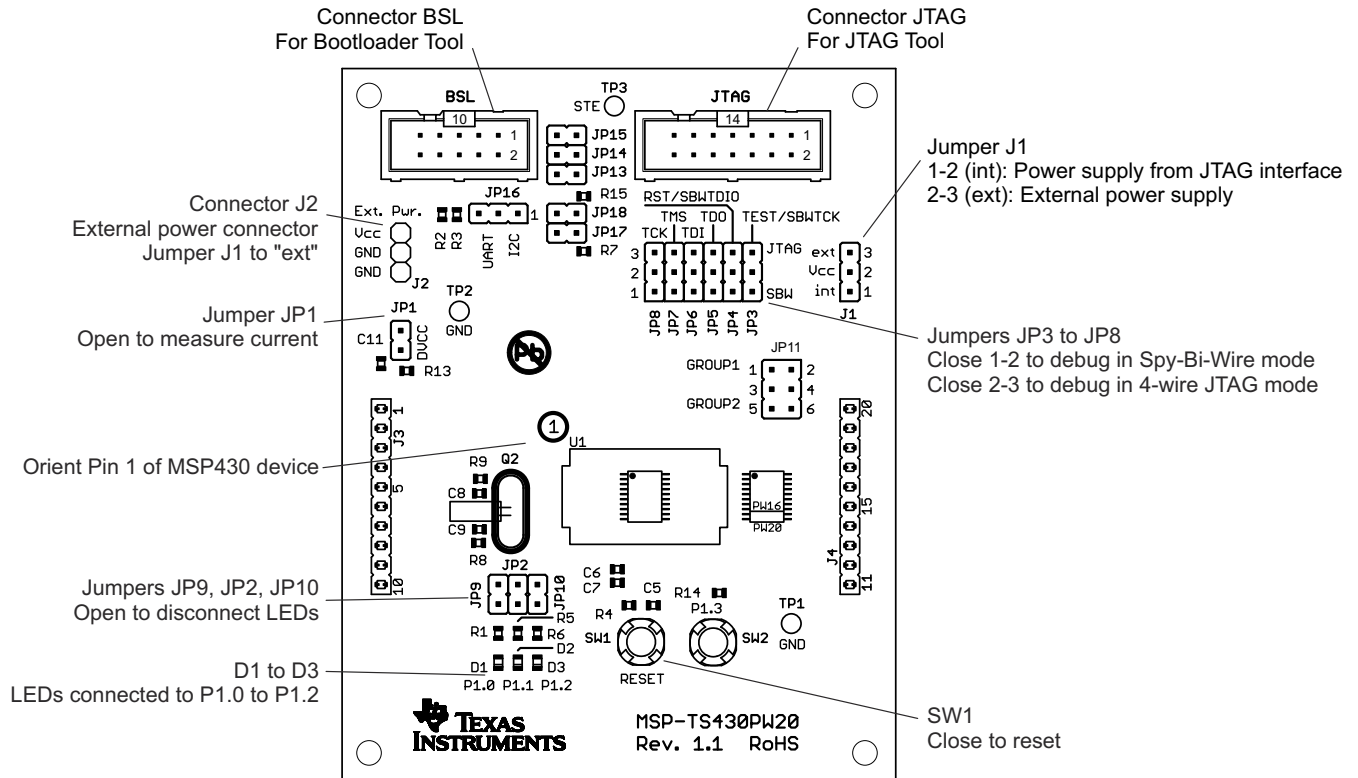 Connector BSL
For Bootloader Tool
Connector JTAG
For JTAG Tool
BSL
10
1
2
TP3
STE
JTAG
14
1
2
JP15
JP14
JP13
R15
JP18
JP17
R7
JP16
1
UART
I2C
R2
R3
Connector J2
External power connector
Jumper J1 to "ext"
Ext. Pwr.
Vcc
GND
GND
J2
RST/SBWTDIO
TMS
TDO
TEST/SBWTCK
TCK
TDI
3
2
1
JTAG
SBW
JP8
JP7
JP6
JP5
JP4
JP3
Jumper J1
1-2 (int): Power supply from JTAG interface
2-3 (ext): External power supply
ext
3
Vcc
2
int
1
J1
Jumper JP1
Open to measure current
JP1
C11
DVCC
R13
TP2
GND
Pb
Jumpers JP3 to JP8
Close 1-2 to debug in Spy-Bi-Wire mode
Close 2-3 to debug in 4-wire JTAG mode
JP11
GROUP1
1
2
3
4
GROUP2
5
6
1
J3
5
10
20
15
J4
11
Orient Pin 1 of MSP430 device
1
U1
R9
Q2
C8
C9
R8
PW16
PW20
Jumpers JP9, JP2, JP10
Open to disconnect LEDs
JP2
JP9
JP10
R5
R1
R6
D2
D1
D3
P1.0
P1.1
P1.2
D1 to D3
LEDs connected to P1.0 to P1.2
C6
C7
R4
C5
R14
P1.3
SW1
SW2
RESET
TP1
GND
SW1
Close to reset
TEXAS
INSTRUMENTS
MSP-TS430PW20
Rev. 1.1 RoHS